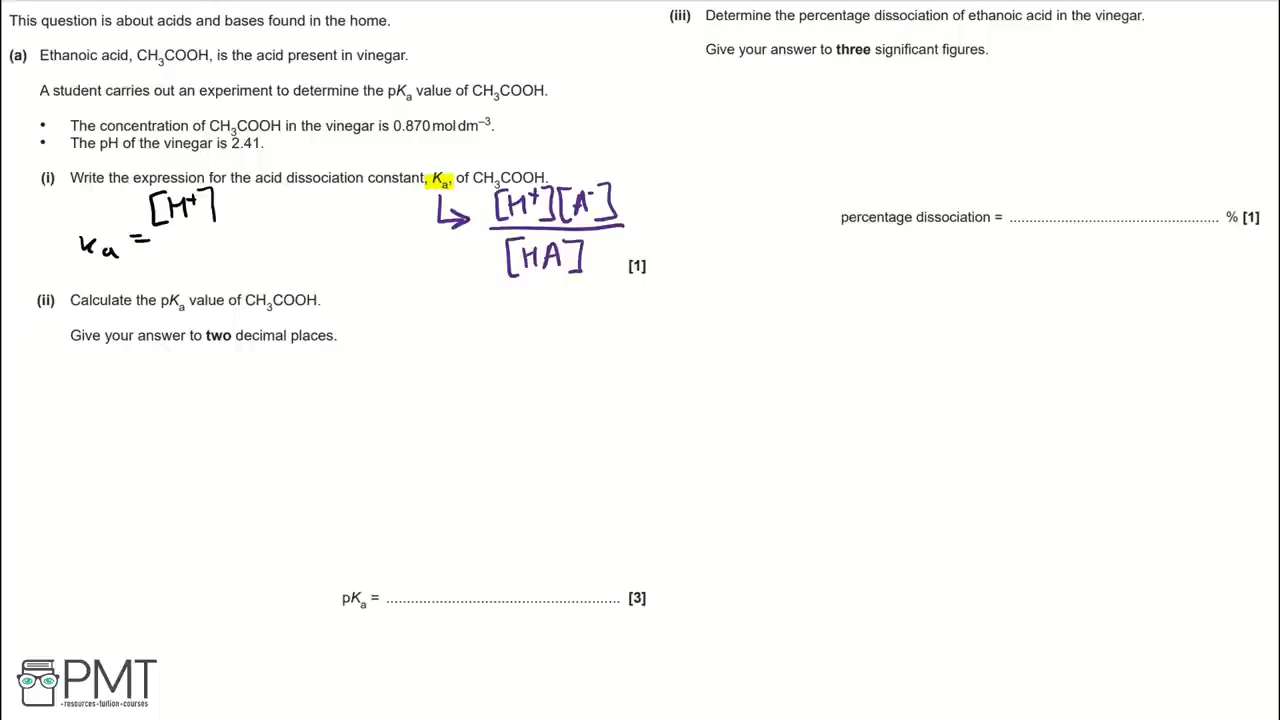 This question is about acids and bases found in the home.
(a) Ethanoic acid, CH₃COOH, is the acid present in vinegar.
A student carries out an experiment to determine the pKₐ value of CH₃COOH.
• The concentration of CH₃COOH in the vinegar is 0.870 mol dm⁻³.
• The pH of the vinegar is 2.41.
(i) Write the expression for the acid dissociation constant, Kₐ, of CH₃COOH.
[H⁺]
Kₐ =
[H⁺][A⁻]
[HA]
[1]
(ii) Calculate the pKₐ value of CH₃COOH.
Give your answer to two decimal places.
pKₐ = ........................................................ [3]
(iii) Determine the percentage dissociation of ethanoic acid in the vinegar.
Give your answer to three significant figures.
percentage dissociation = .................................................. % [1]
PMT
•resources•tuition•courses